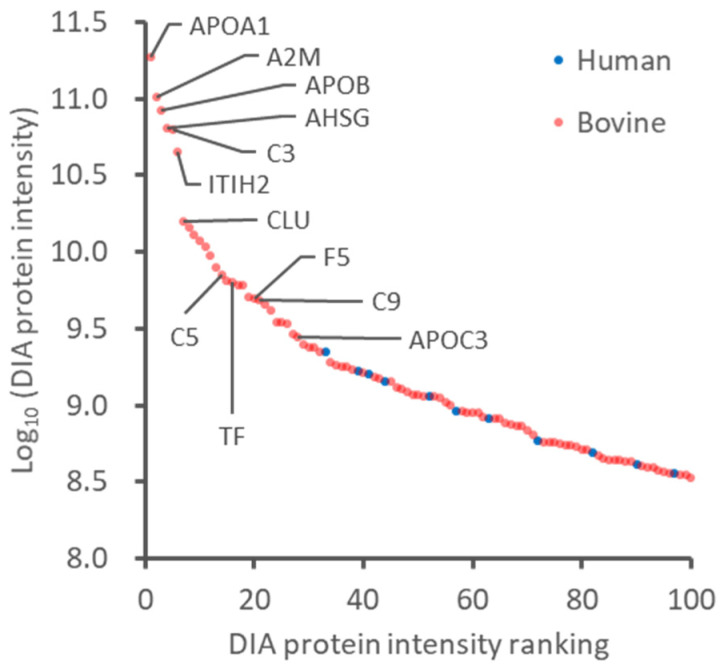 11.5
11.0
10.5
10.0
9.5
9.0
8.5
8.0
Log10 (DIA protein intensity)
APOA1
A2M
APOB
AHSG
C3
ITIH2
CLU
F5
C9
APOC3
C5
TF
Human
Bovine
0 20 40 60 80 100
DIA protein intensity ranking